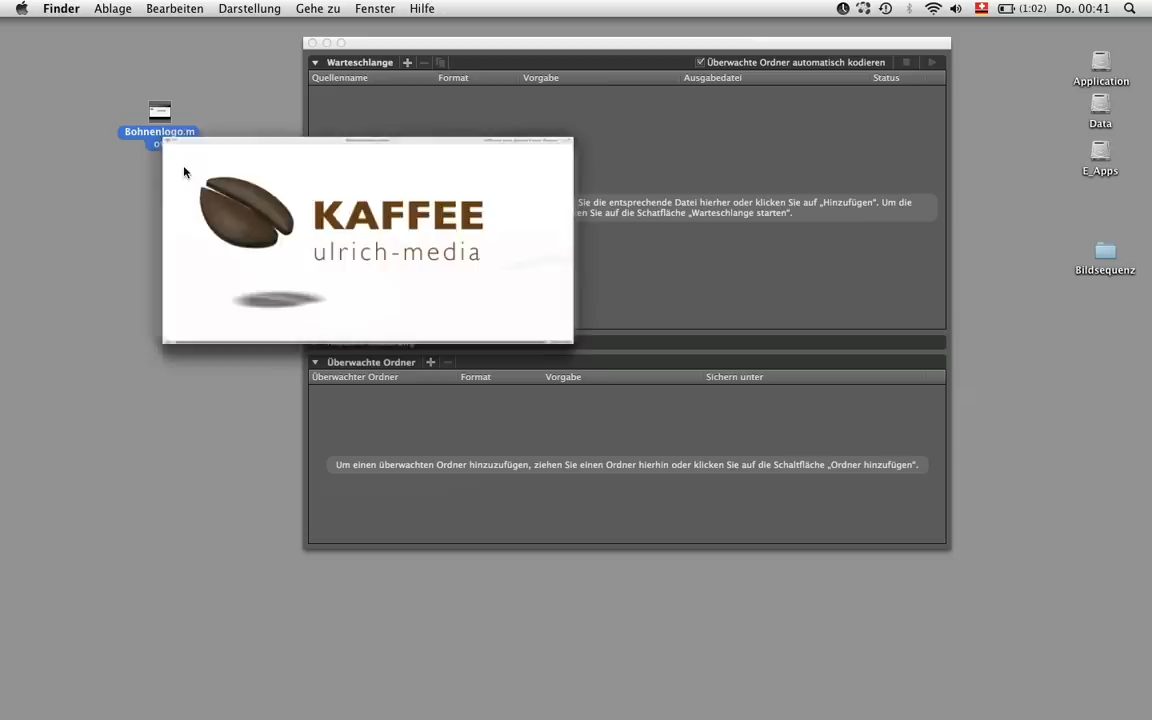 Finder Ablage Bearbeiten Darstellung Gehe zu Fenster Hilfe (1:02) Do. 00:41
Warteschlange Überwachte Ordner automatisch kodieren
Quellenname Format Vorgabe Ausgabedatei Status
Application
Data
E_Apps
Bildsequenz
Bohnenlogo.m
KAFFEE
ulrich-media
Sie die entsprechende Datei hierher oder klicken Sie auf „Hinzufügen“. Um die
en Sie auf die Schatfläche „Warteschlange starten“.
Überwachte Ordner
Überwachter Ordner Format Vorgabe Sichern unter
Um einen überwachten Ordner hinzuzufügen, ziehen Sie einen Ordner hierhin oder klicken Sie auf die Schaltfläche „Ordner hinzufügen“.